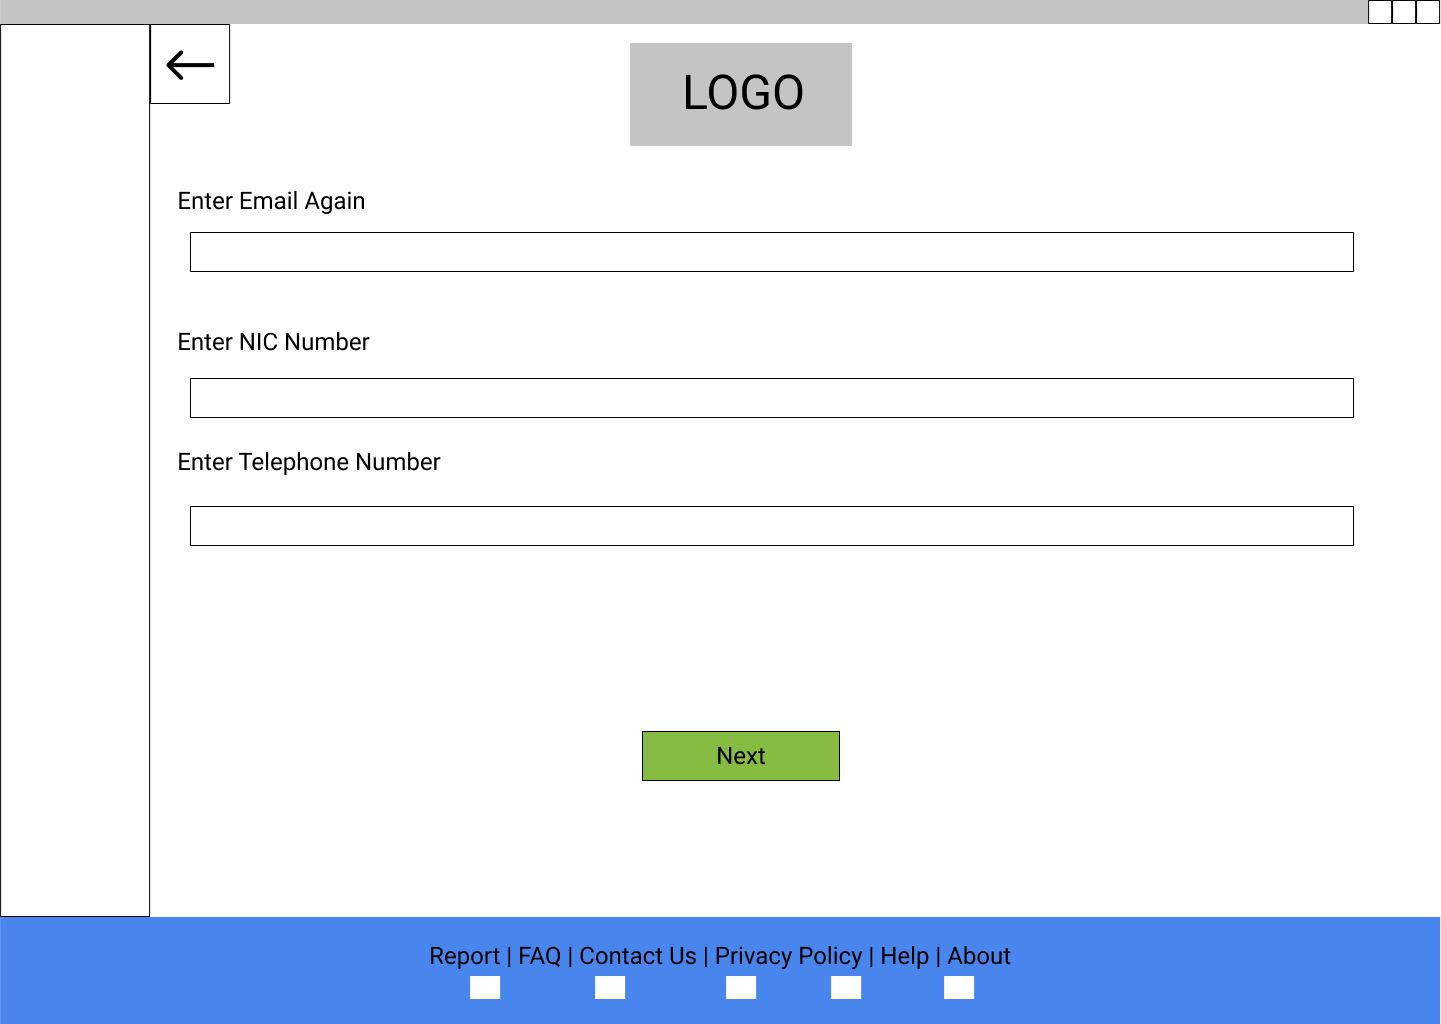 LOGO
Enter Email Again
Enter NIC Number
Enter Telephone Number
Next
Report | FAQ | Contact Us | Privacy Policy | Help | About